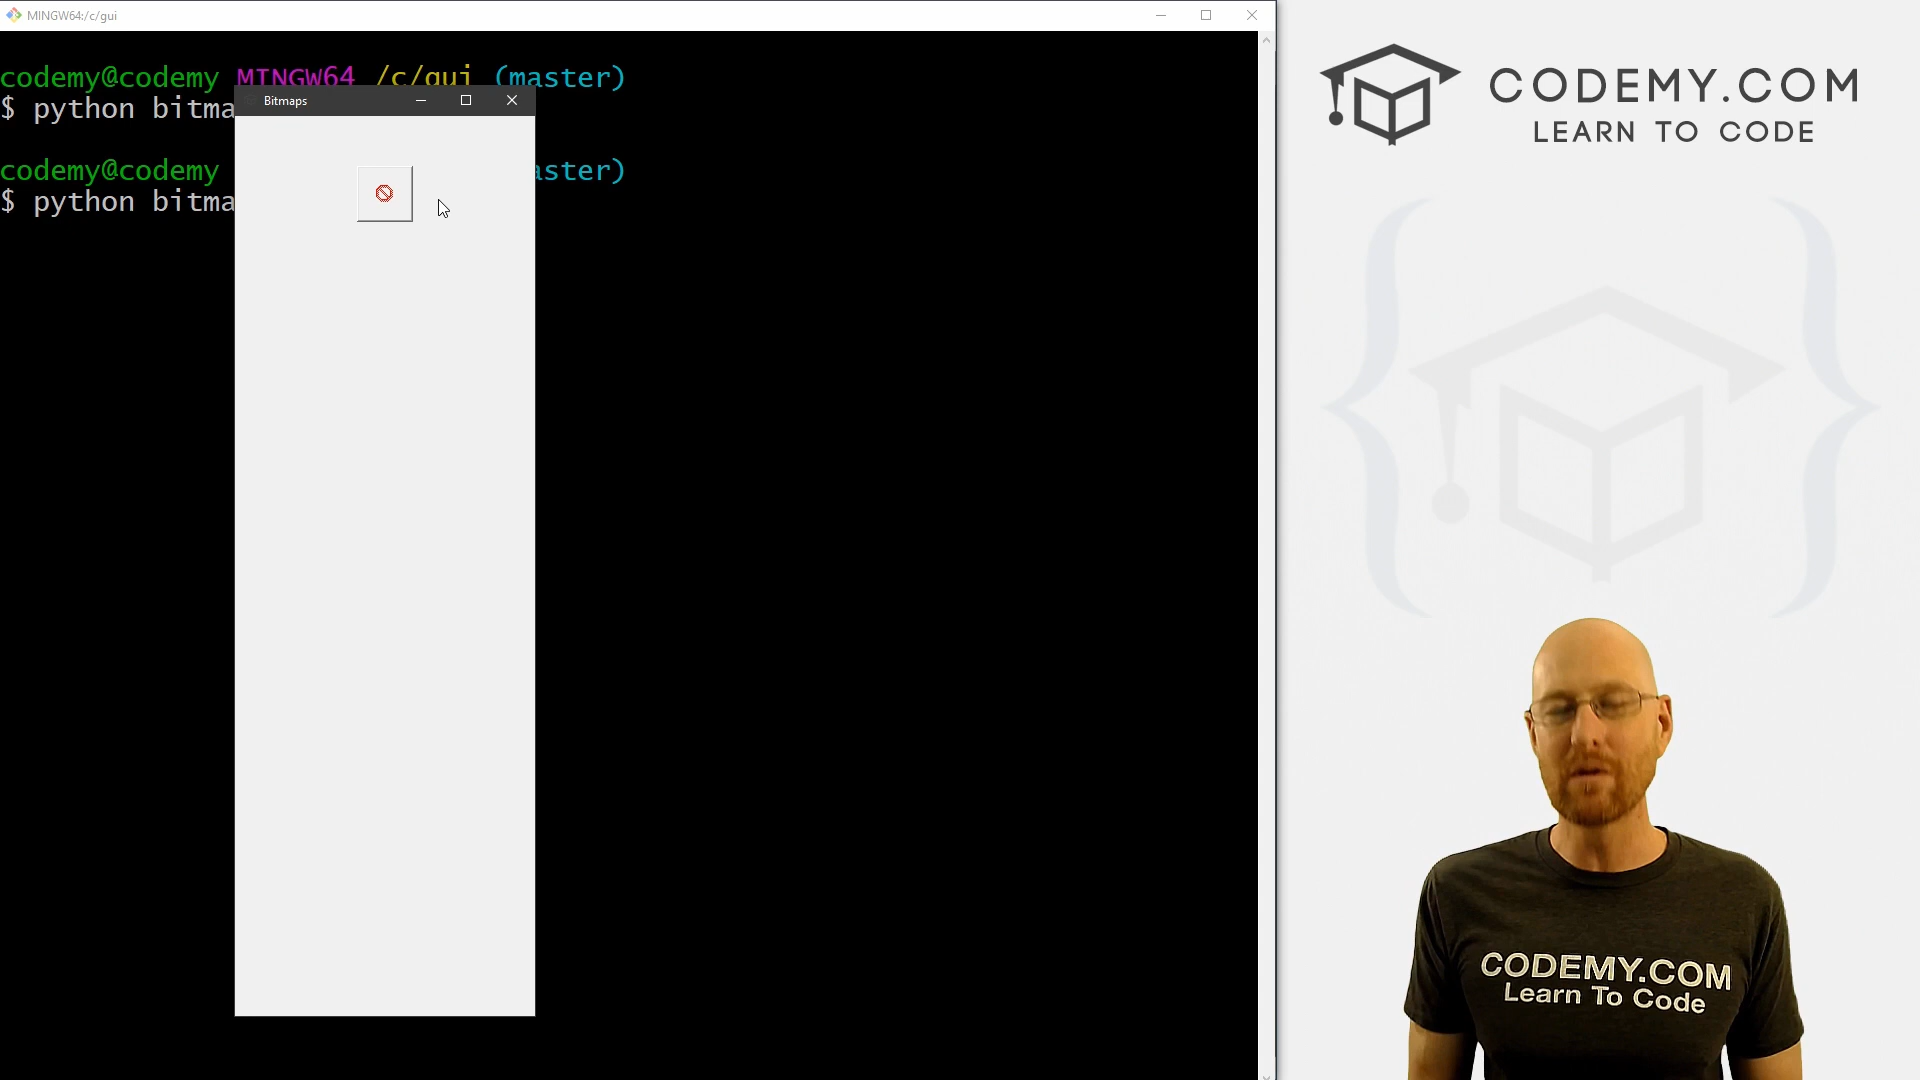 MINGW64:/c/gui
codemy@codemy MINGW64 /c/gui (master)
$ python bitma
Bitmaps
codemy@codemy aster)
$ python bitma
CODEMY.COM
LEARN TO CODE
CODEMY.COM
Learn To Code